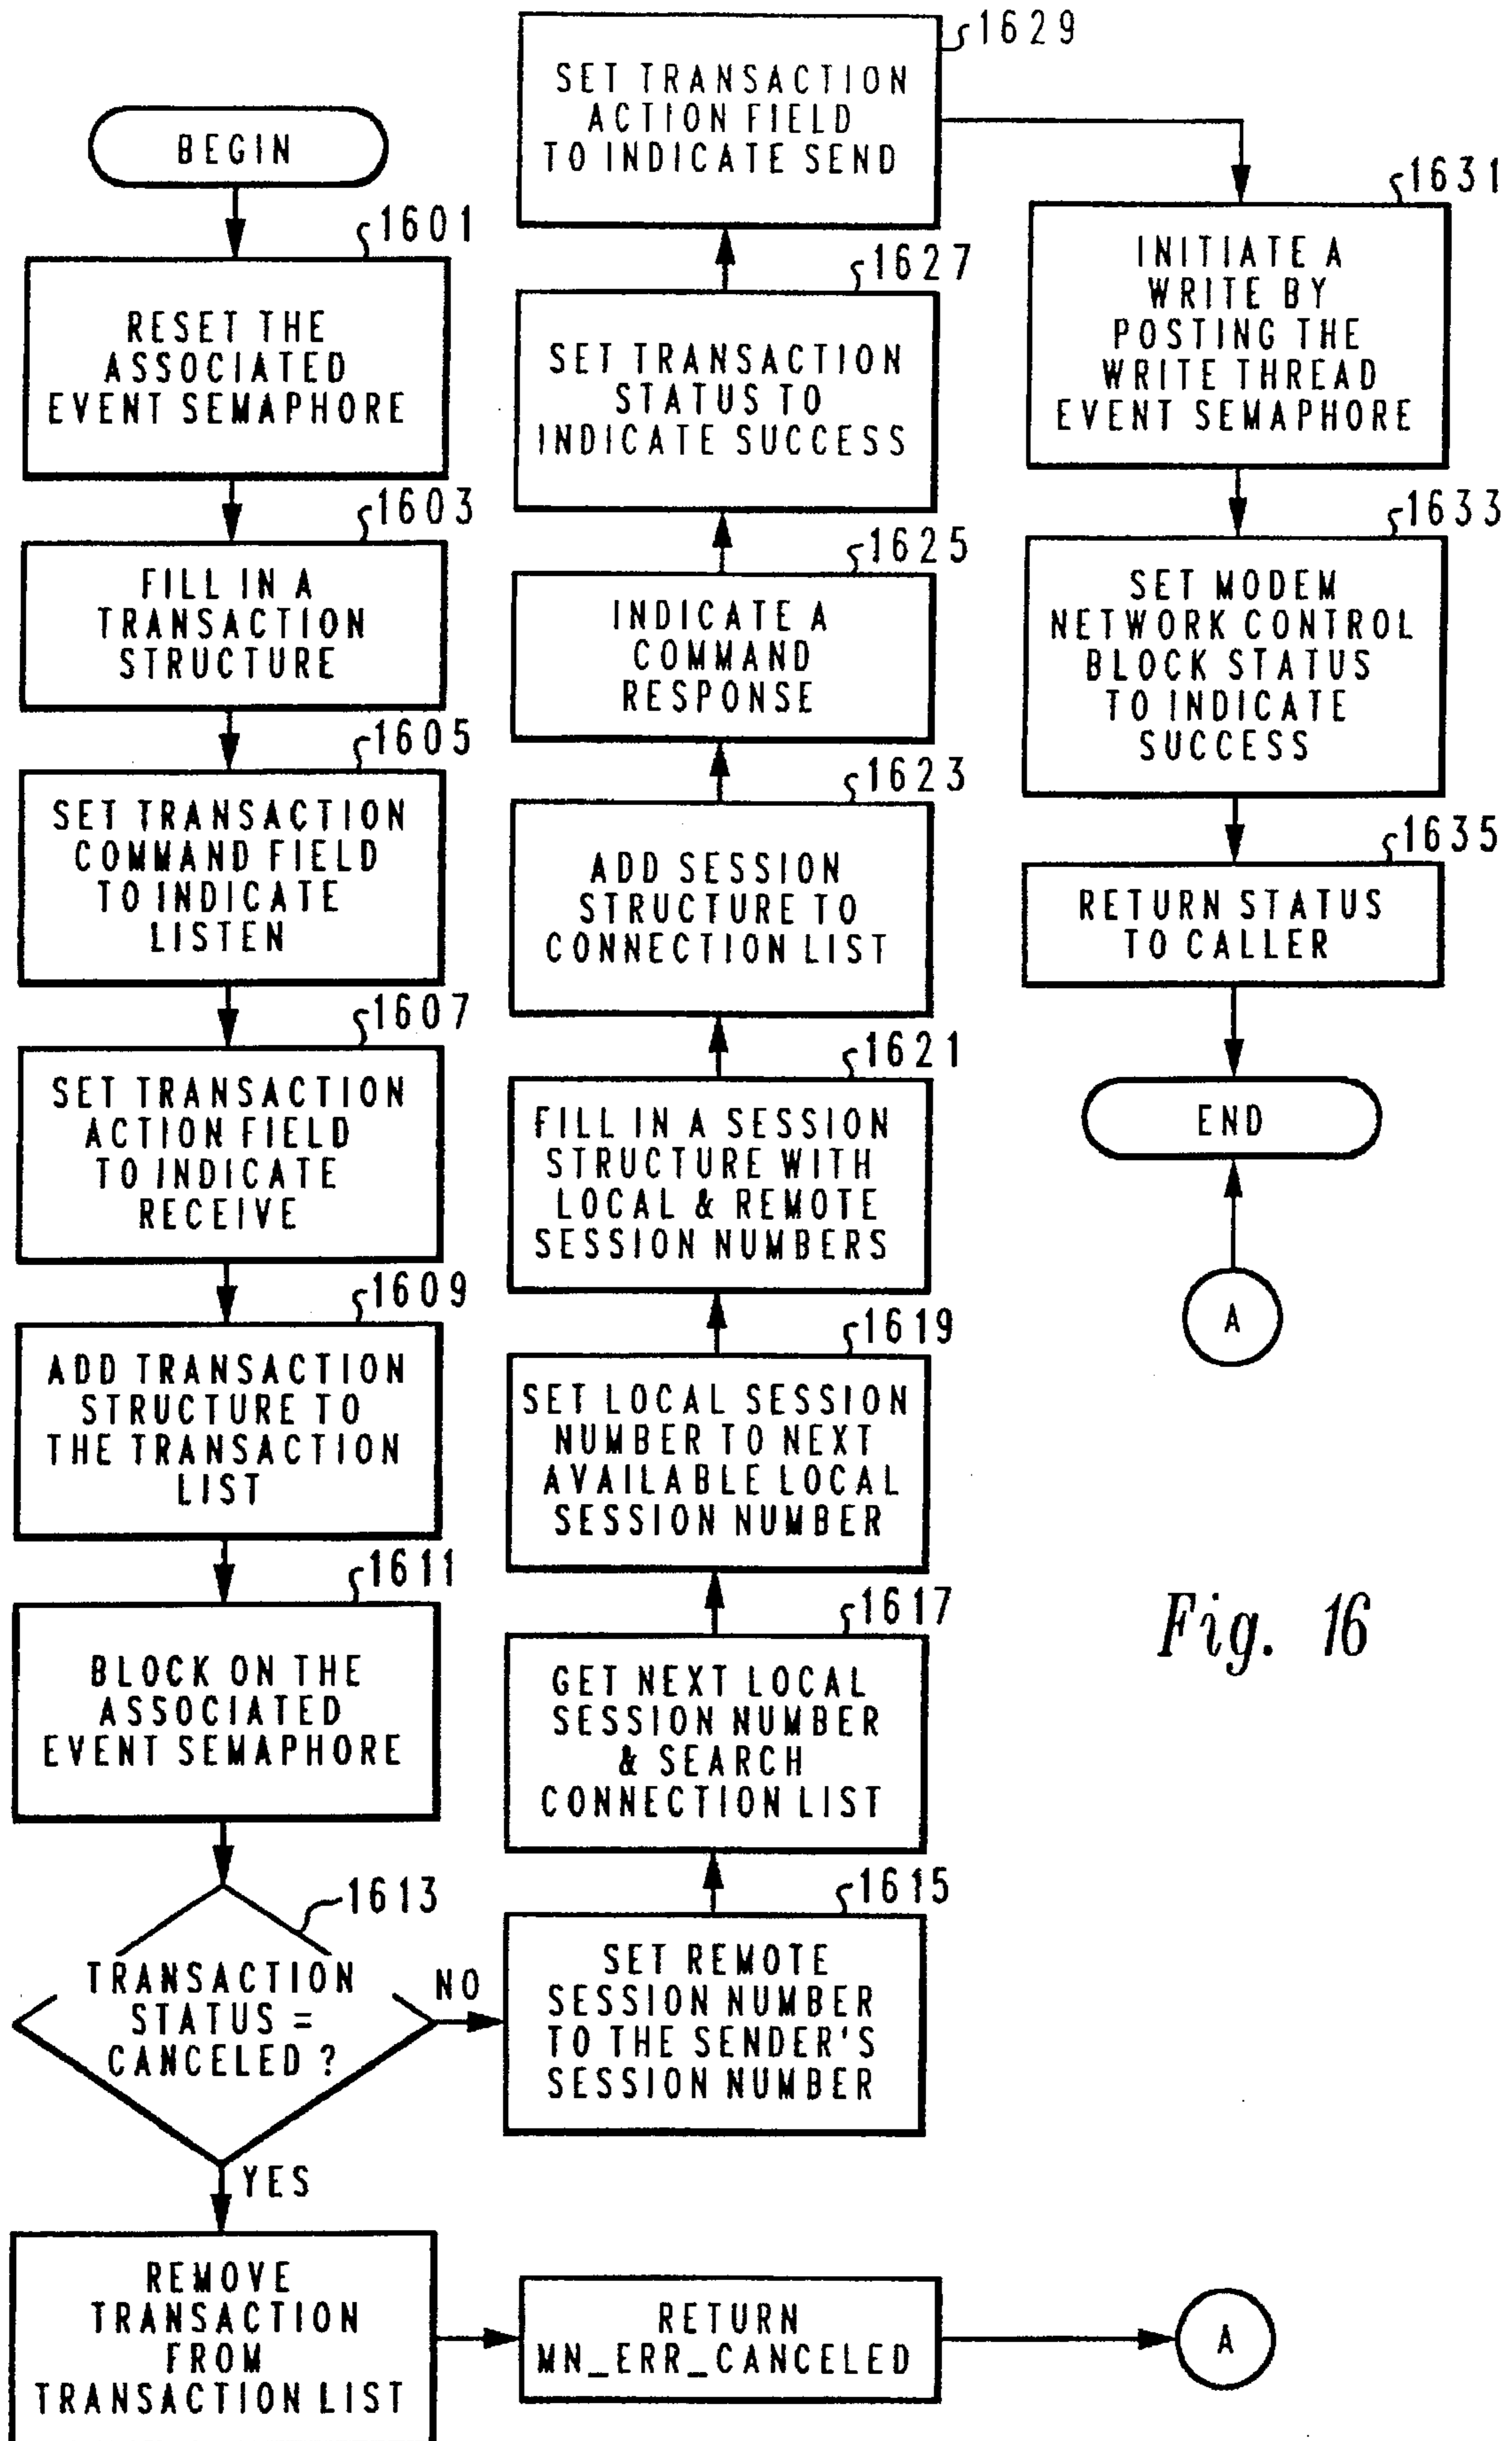 BEGIN
1601
RESET THE
ASSOCIATED
EVENT SEMAPHORE
1603
FILL IN A
TRANSACTION
STRUCTURE
1605
SET TRANSACTION
COMMAND FIELD
TO INDICATE
LISTEN
1607
SET TRANSACTION
ACTION FIELD
TO INDICATE
RECEIVE
1609
ADD TRANSACTION
STRUCTURE TO
THE TRANSACTION
LIST
1611
BLOCK ON THE
ASSOCIATED
EVENT SEMAPHORE
1613
TRANSACTION
STATUS =
CANCELED ?
NO
YES
REMOVE
TRANSACTION
FROM
TRANSACTION LIST
RETURN
MN_ERR_CANCELED
A
1615
SET REMOTE
SESSION NUMBER
TO THE SENDER'S
SESSION NUMBER
1617
GET NEXT LOCAL
SESSION NUMBER
& SEARCH
CONNECTION LIST
1619
SET LOCAL SESSION
NUMBER TO NEXT
AVAILABLE LOCAL
SESSION NUMBER
1621
FILL IN A SESSION
STRUCTURE WITH
LOCAL & REMOTE
SESSION NUMBERS
1623
ADD SESSION
STRUCTURE TO
CONNECTION LIST
1625
INDICATE A
COMMAND
RESPONSE
1627
SET TRANSACTION
STATUS TO
INDICATE SUCCESS
1629
SET TRANSACTION
ACTION FIELD
TO INDICATE SEND
1631
INITIATE A
WRITE BY
POSTING THE
WRITE THREAD
EVENT SEMAPHORE
1633
SET MODEM
NETWORK CONTROL
BLOCK STATUS
TO INDICATE
SUCCESS
1635
RETURN STATUS
TO CALLER
END
A
Fig. 16